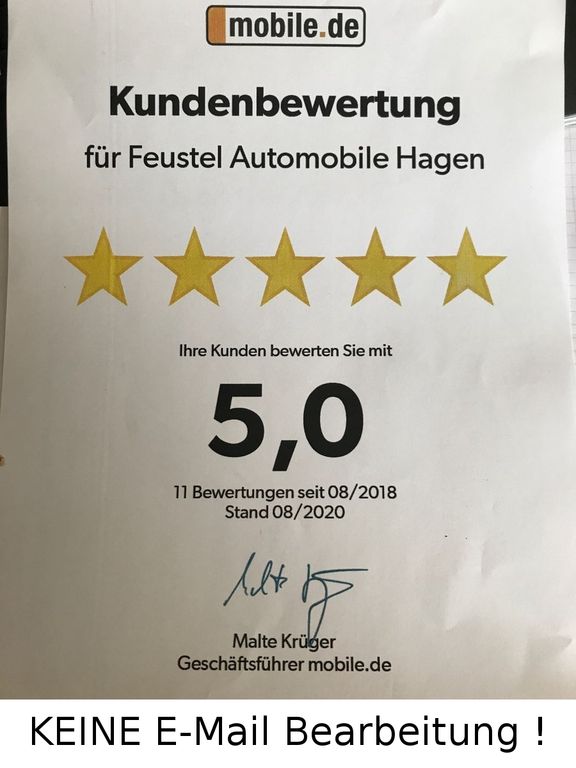 mobile.de
Kundenbewertung
für Feustel Automobile Hagen
Ihre Kunden bewerten Sie mit
5,0
11 Bewertungen seit 08/2018
Stand 08/2020
Malte Krüger
Geschäftsführer mobile.de
KEINE E-Mail Bearbeitung !